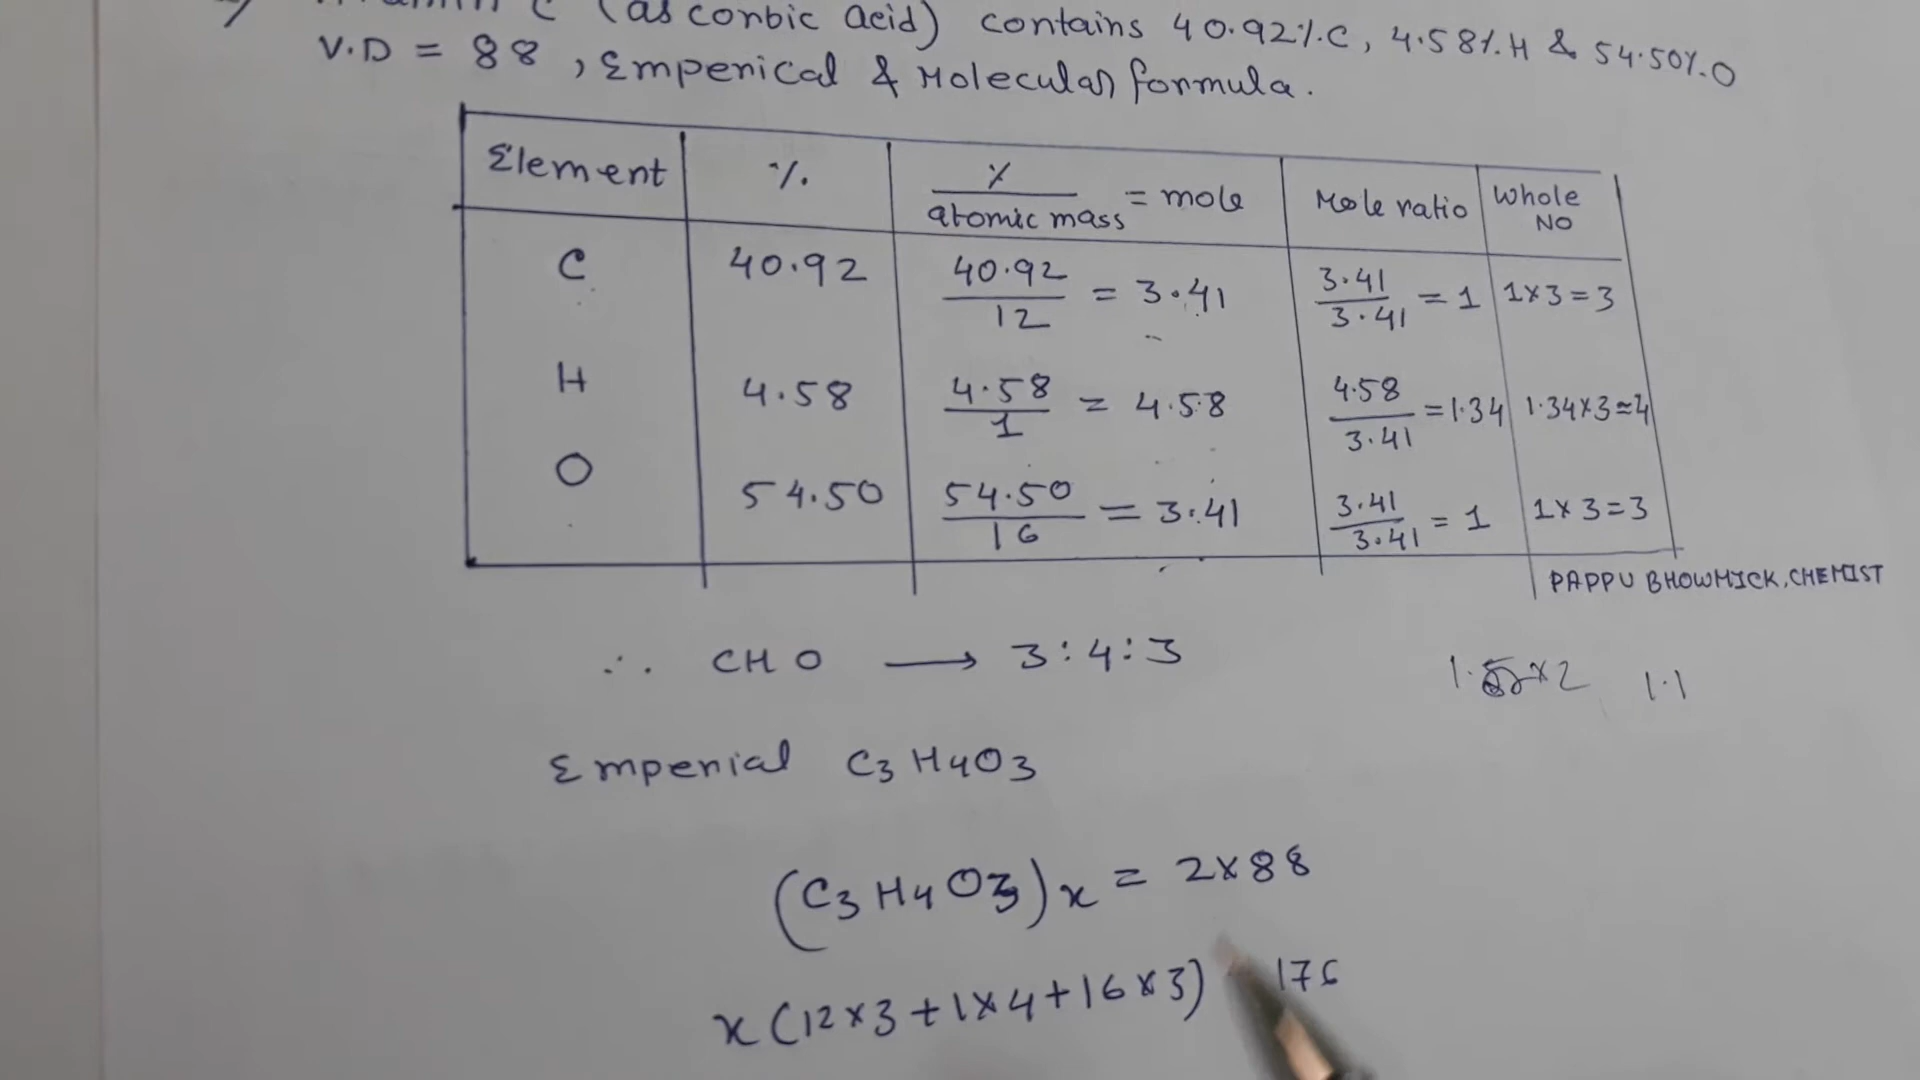 C (as corbic acid) contains 40.92%.C, 4.58%.H & 54.50%.O
V.D = 88, Emperical & Molecular formula.
Element | %. | %/atomic mass = mole | Mole ratio | Whole NO
C | 40.92 | 40.92/12 = 3.41 | 3.41/3.41 = 1 | 1×3=3
H | 4.58 | 4.58/1 = 4.58 | 4.58/3.41 =1.34 | 1.34×3≃4
O | 54.50 | 54.50/16 = 3.41 | 3.41/3.41 = 1 | 1×3=3
PAPPU BHOWMICK, CHEMIST
∴ CHO → 3:4:3
×2 1.1
Emperial C3H4O3
(C3H4O3)x = 2×88
x(12×3+1×4+16×3) 176